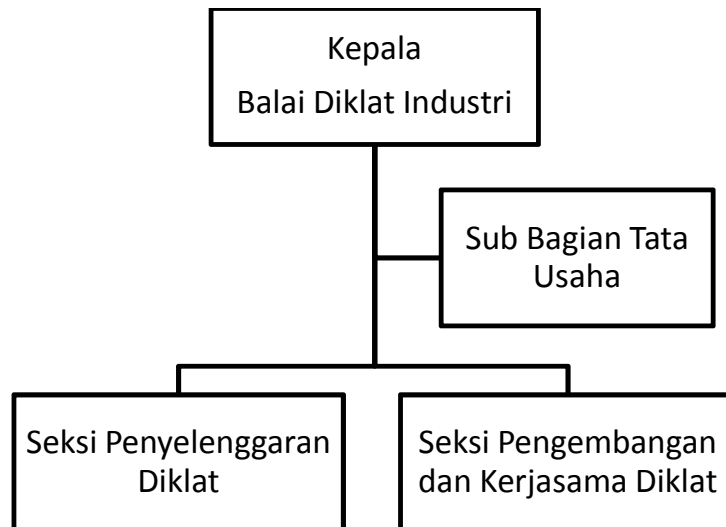 Kepala
Balai Diklat Industri
Sub Bagian Tata
Usaha
Seksi Penyelenggaran
Diklat
Seksi Pengembangan
dan Kerjasama Diklat